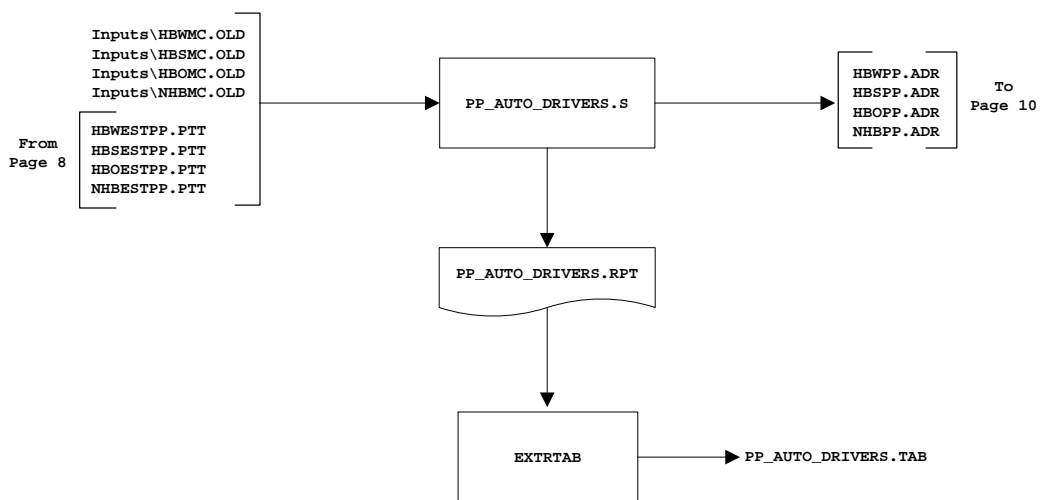 Inputs\HBWMC.OLD
Inputs\HBSMC.OLD
Inputs\HBOMC.OLD
Inputs\NHBMC.OLD
From
Page 8
HBWESTPP.PTT
HBSESTPP.PTT
HBOESTPP.PTT
NHBESTPP.PTT
PP_AUTO_DRIVERS.S
HBWPP.ADR
HBSPP.ADR
HBOPP.ADR
NHBPP.ADR
To
Page 10
PP_AUTO_DRIVERS.RPT
EXTRTAB
PP_AUTO_DRIVERS.TAB